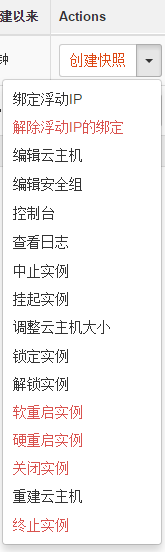 建以来 Actions
钟 创建快照
绑定浮动IP
解除浮动IP的绑定
编辑云主机
编辑安全组
控制台
查看日志
中止实例
挂起实例
调整云主机大小
锁定实例
解锁实例
软重启实例
硬重启实例
关闭实例
重建云主机
终止实例